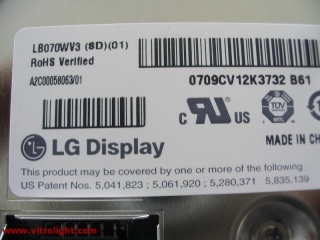 LB070WV3 (SD)(01)
RoHS Verified
A2C00058063/01
0709CV12K3732 B61
c RU US
TÜV
MADE IN CH
LG Display
This product may be covered by one or more of the following
US Patent Nos. 5,041,823 ; 5,061,920 ; 5,280,371 5,835,139
www.vitrolight.com